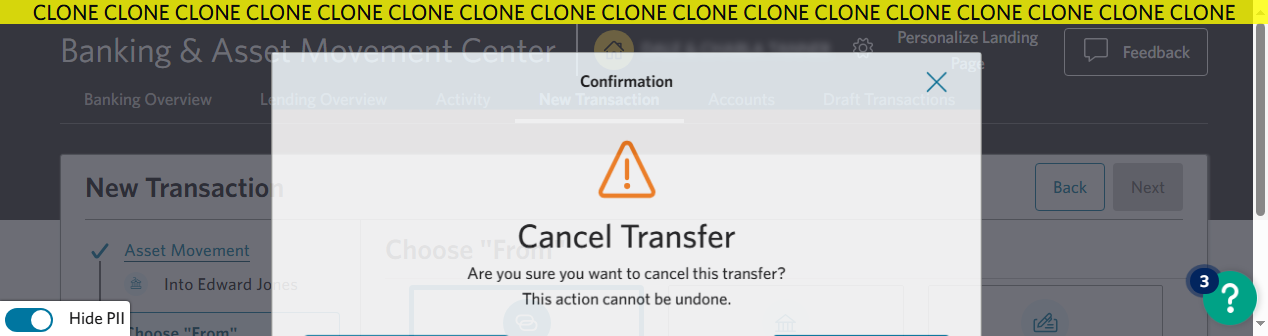 CLONE CLONE CLONE CLONE CLONE CLONE CLONE CLONE CLONE CLONE CLONE CLONE CLONE CLONE CLONE CLONE CLONE
Banking & Asset Movement Center
Personalize Landing
Page
Feedback
Confirmation
Banking Overview
Lending Overview
Activity
New Transaction
Accounts
Draft Transactions
New Transaction
Back
Next
Cancel Transfer
Asset Movement
Choose "From"
Are you sure you want to cancel this transfer?
Into Edward Jones
This action cannot be undone.
3
?
Hide PII
Choose "From"